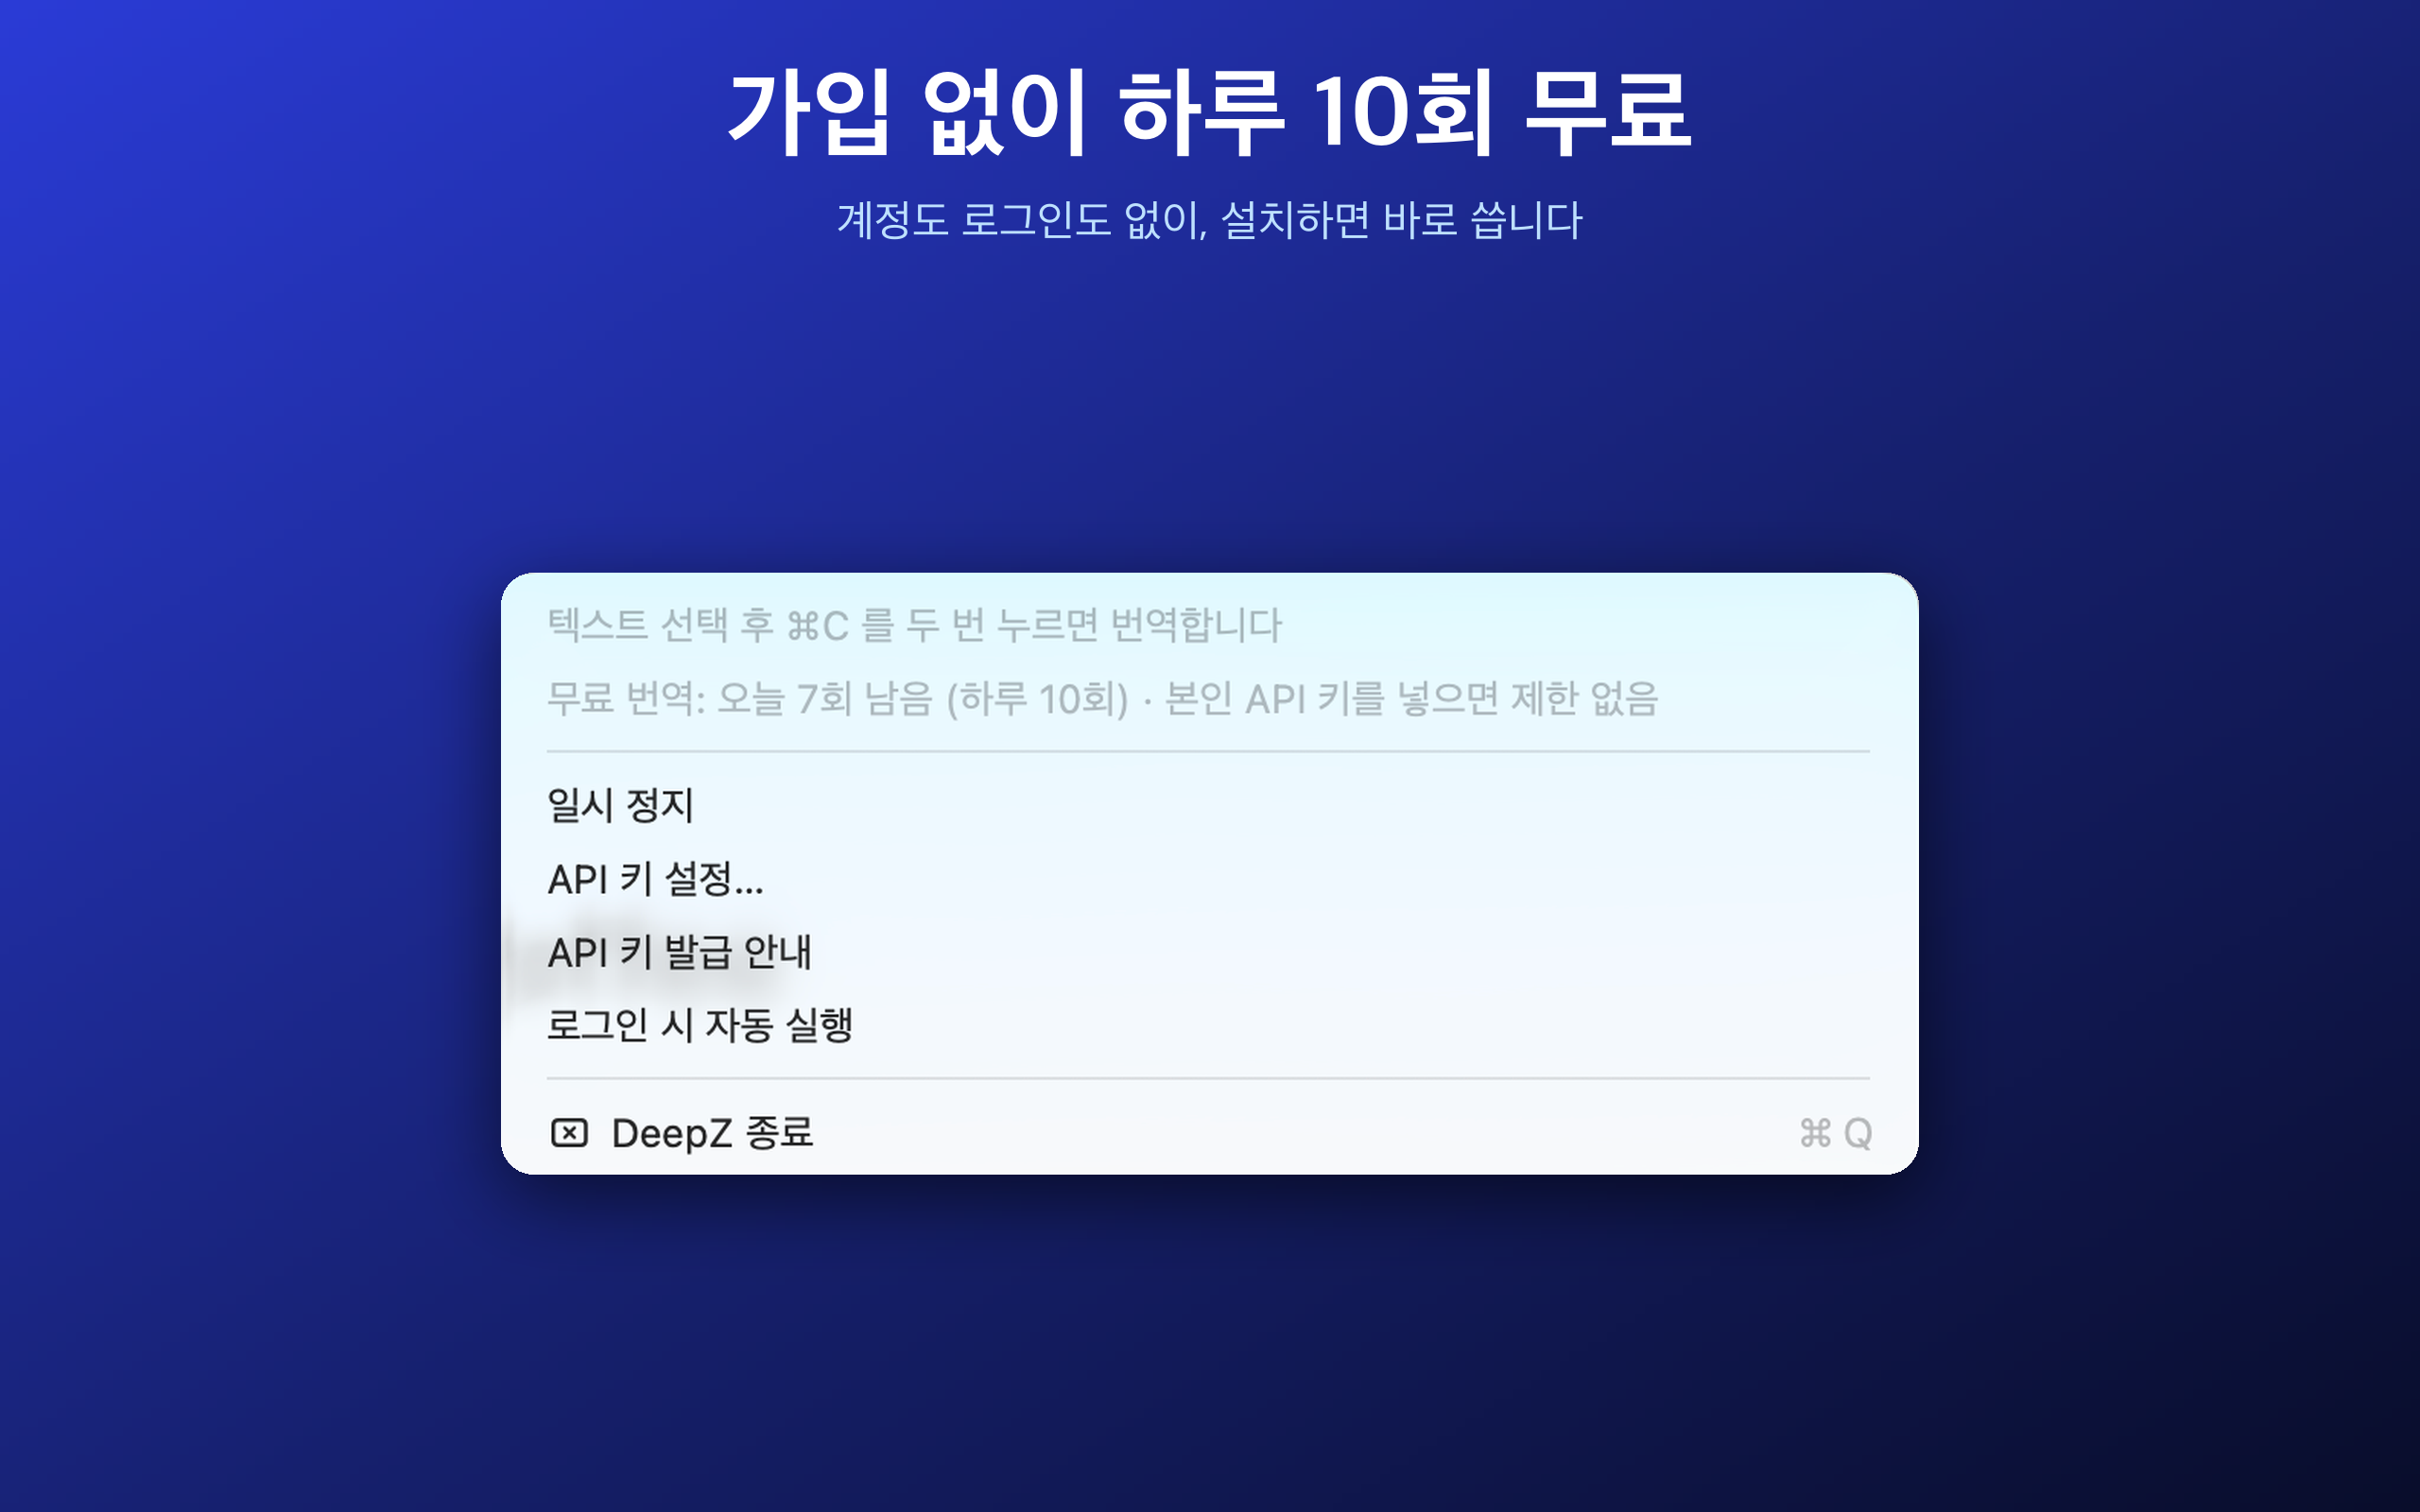 가입 없이 하루 10회 무료
계정도 로그인도 없이, 설치하면 바로 씁니다
텍스트 선택 후 ⌘C 를 두 번 누르면 번역합니다
무료 번역: 오늘 7회 남음 (하루 10회) · 본인 API 키를 넣으면 제한 없음
일시 정지
API 키 설정...
API 키 발급 안내
로그인 시 자동 실행
DeepZ 종료 ⌘ Q